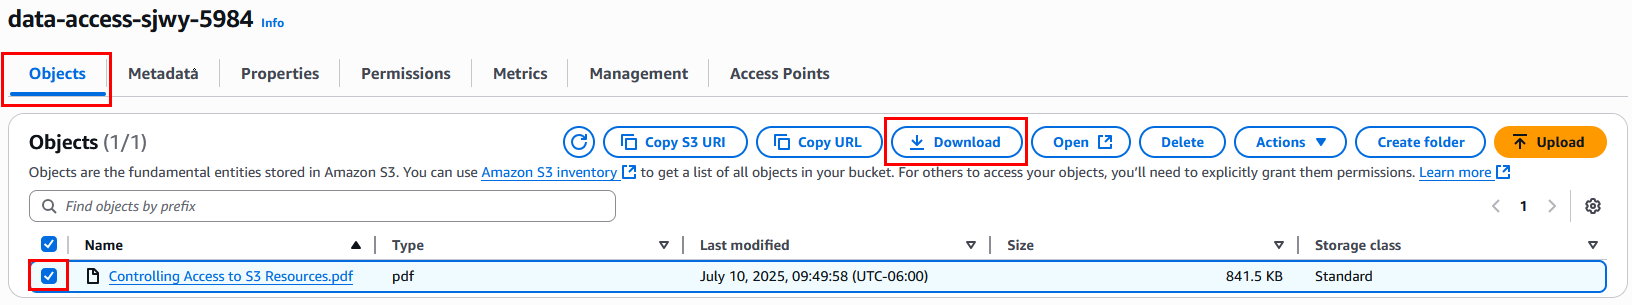 data-access-sjwy-5984 Info
Objects Metadata Properties Permissions Metrics Management Access Points
Objects (1/1) Copy S3 URI Copy URL Download Open Delete Actions Create folder Upload
Objects are the fundamental entities stored in Amazon S3. You can use Amazon S3 inventory to get a list of all objects in your bucket. For others to access your objects, you’ll need to explicitly grant them permissions. Learn more
Find objects by prefix 1
Name Type Last modified Size Storage class
Controlling Access to S3 Resources.pdf pdf July 10, 2025, 09:49:58 (UTC-06:00) 841.5 KB Standard